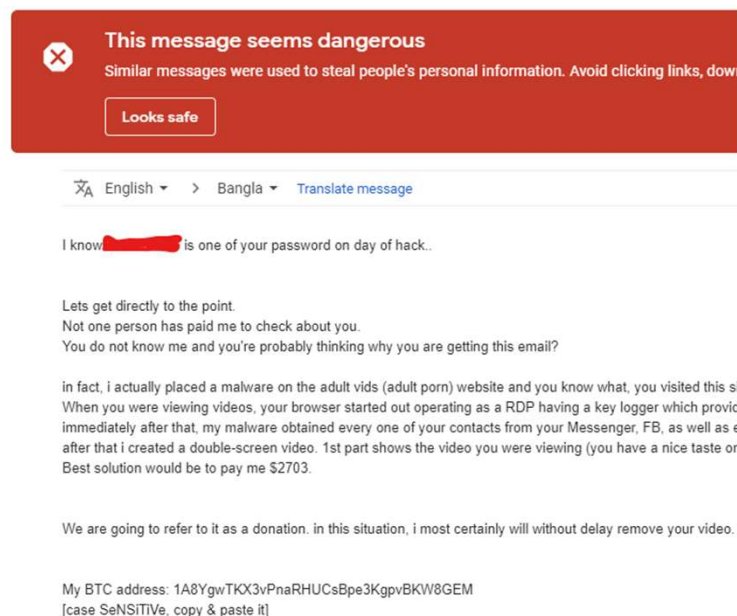 This message seems dangerous
Similar messages were used to steal people's personal information. Avoid clicking links,
Looks safe
English > Bangla Translate message
I know is one of your password on day of hack..
Lets get directly to the point.
Not one person has paid me to check about you.
You do not know me and you're probably thinking why you are getting this email?
in fact, i actually placed a malware on the adult vids (adult porn) website and you know what, you visited this
When you were viewing videos, your browser started out operating as a RDP having a key logger which
immediately after that, my malware obtained every one of your contacts from your Messenger, FB, as well as
after that i created a double-screen video. 1st part shows the video you were viewing (you have a nice taste
Best solution would be to pay me $2703.
We are going to refer to it as a donation. in this situation, i most certainly will without delay remove your video.
My BTC address: 1A8YgwTKX3vPnaRHUCsBpe3KgpvBKW8GEM
[case SeNSiTiVe, copy & paste it]